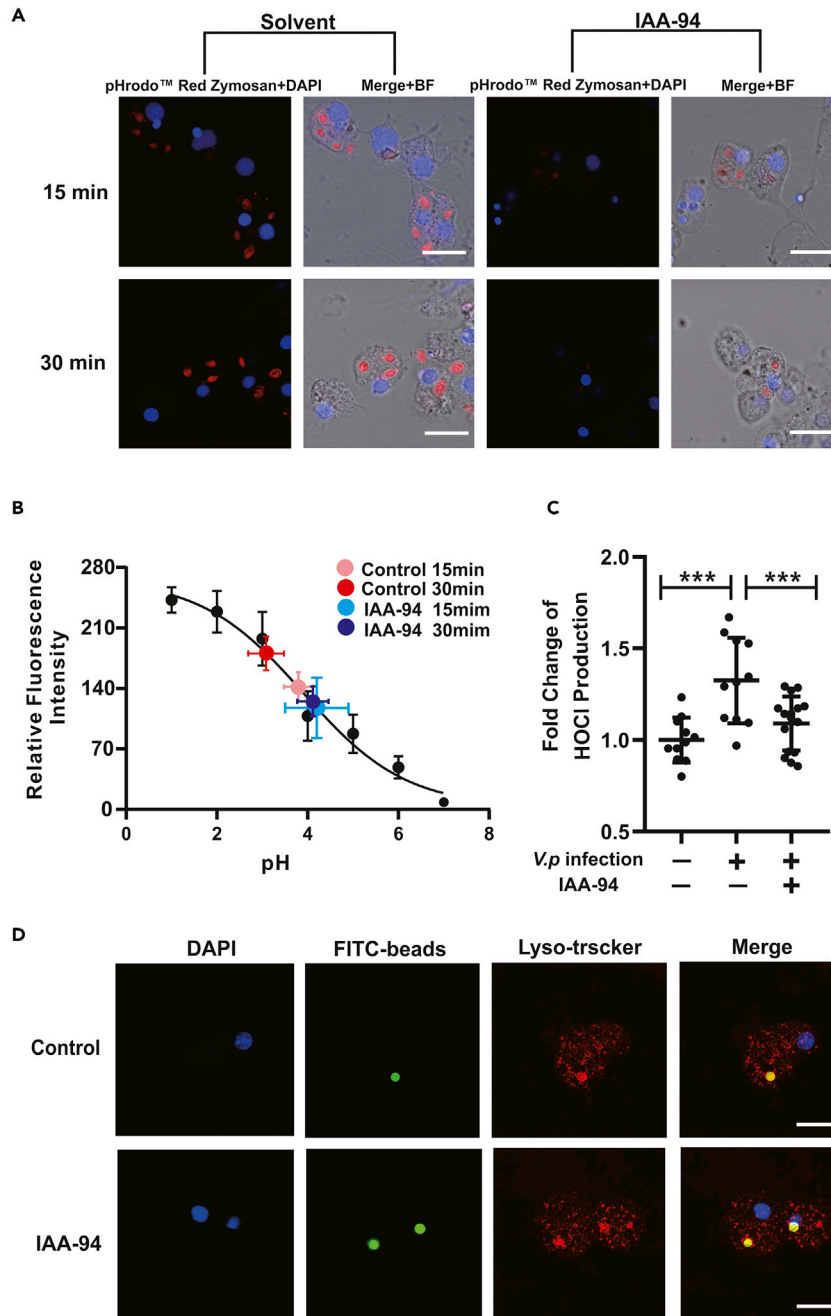 A
Solvent
IAA-94
pHrodo™ Red Zymosan+DAPI
Merge+BF
pHrodo™ Red Zymosan+DAPI
Merge+BF
15 min
30 min
B
Relative Fluorescence
Intensity
280
210
140
70
0
0
2
4
6
8
pH
Control 15min
Control 30min
IAA-94 15mim
IAA-94 30mim
C
Fold Change of
HOCl Production
2.0
1.5
1.0
0.5
***
***
V.p infection
— + +
IAA-94
— — +
D
DAPI
FITC-beads
Lyso-trscker
Merge
Control
IAA-94